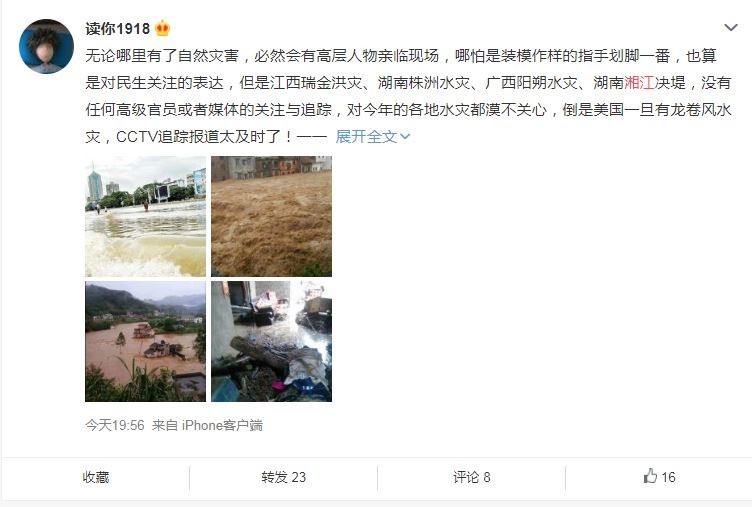 读你1918
无论哪里有了自然灾害，必然会有高层人物亲临现场，哪怕是装模作样的指手划脚一番，也算
是对民生关注的表达，但是江西瑞金洪灾、湖南株洲水灾、广西阳朔水灾、湖南湘江决堤，没有
任何高级官员或者媒体的关注与追踪，对今年的各地水灾都漠不关心，倒是美国一旦有龙卷风水
灾，CCTV追踪报道太及时了！一一 展开全文
今天19:56 来自 iPhone客户端
收藏 转发 23 评论 8 16